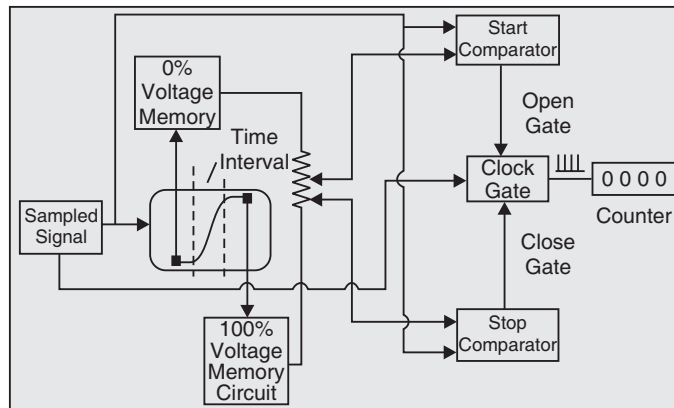 Start
Comparator
0%
Voltage
Memory
Time
Interval
Open
Gate
Clock
Gate
0 0 0 0
Counter
Sampled
Signal
Close
Gate
100%
Voltage
Memory
Circuit
Stop
Comparator